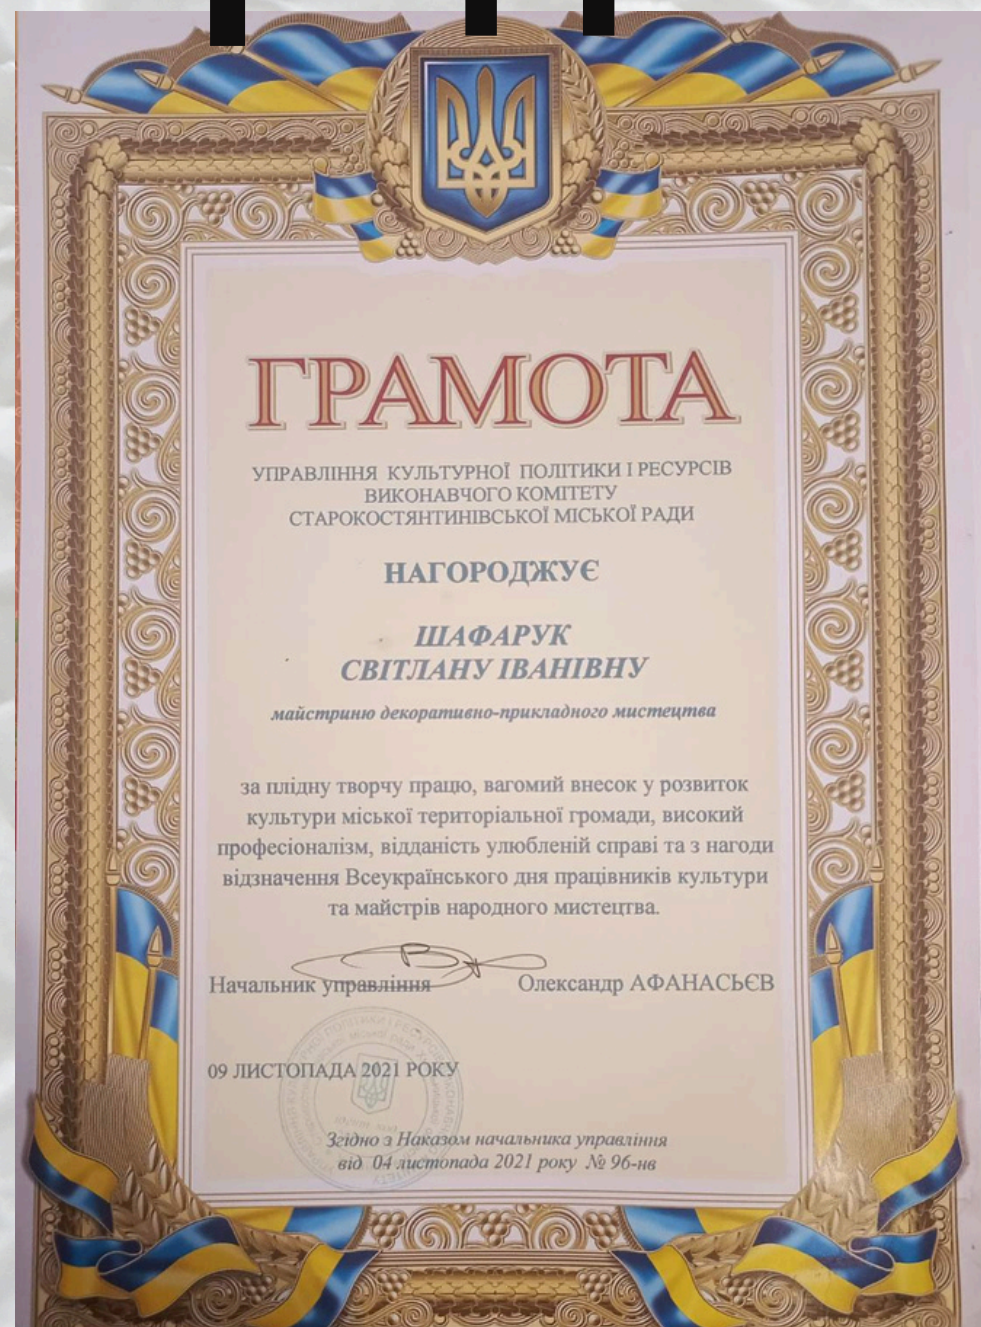 ГРАМОТА
УПРАВЛІННЯ КУЛЬТУРНОЇ ПОЛІТИКИ І РЕСУРСІВ
ВИКОНАВЧОГО КОМІТЕТУ
СТАРОКОСТЯНТИНІВСЬКОЇ МІСЬКОЇ РАДИ
НАГОРОДЖУЄ
ШАФАРУК
СВІТЛАНУ ІВАНІВНУ
майстриню декоративно-прикладного мистецтва
за плідну творчу працю, вагомий внесок у розвиток
культури міської територіальної громади, високий
професіоналізм, відданість улюбленій справі та з нагоди
відзначення Всеукраїнського дня працівників культури
та майстрів народного мистецтва.
Начальник управління Олександр АФАНАСЬЄВ
09 ЛИСТОПАДА 2021 РОКУ
Згідно з Наказом начальника управління
від 04 листопада 2021 року № 96-нв